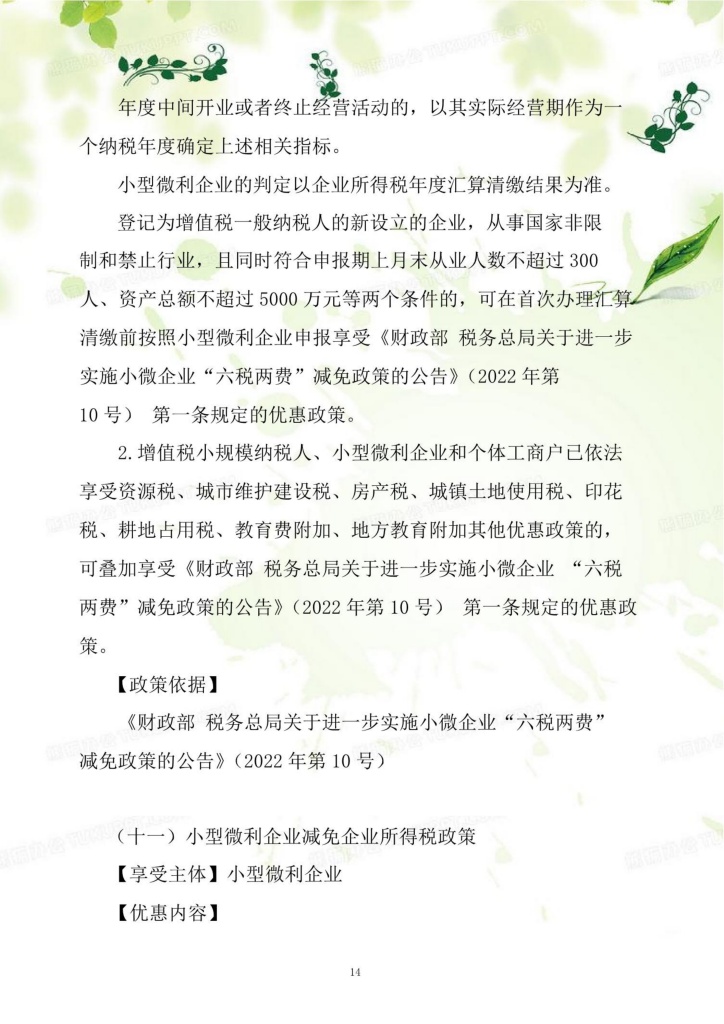 年度中间开业或者终止经营活动的，以其实际经营期作为一
个纳税年度确定上述相关指标。
小型微利企业的判定以企业所得税年度汇算清缴结果为准。
登记为增值税一般纳税人的新设立的企业，从事国家非限
制和禁止行业，且同时符合申报期上月末从业人数不超过 300
人、资产总额不超过 5000 万元等两个条件的，可在首次办理汇算
清缴前按照小型微利企业申报享受《财政部 税务总局关于进一步
实施小微企业“六税两费”减免政策的公告》（2022 年第
10 号） 第一条规定的优惠政策。
2.增值税小规模纳税人、小型微利企业和个体工商户已依法
享受资源税、城市维护建设税、房产税、城镇土地使用税、印花
税、耕地占用税、教育费附加、地方教育附加其他优惠政策的，
可叠加享受《财政部 税务总局关于进一步实施小微企业 “六税
两费”减免政策的公告》（2022 年第 10 号） 第一条规定的优惠政
策。
【政策依据】
《财政部 税务总局关于进一步实施小微企业“六税两费”
减免政策的公告》（2022 年第 10 号）
（十一）小型微利企业减免企业所得税政策
【享受主体】小型微利企业
【优惠内容】
14